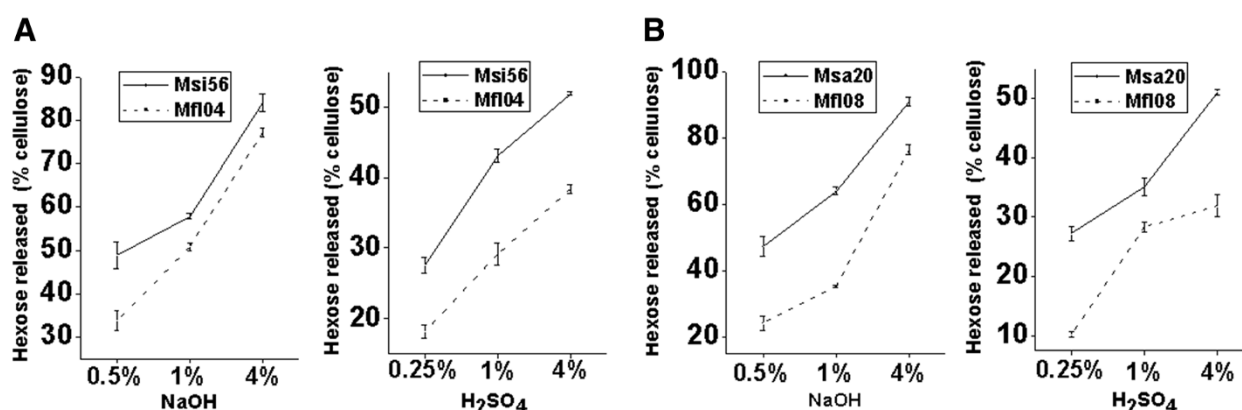 A
Hexose released (% cellulose)
90
80
70
60
50
40
30
Msi56
Mfl04
0.5% 1% 4%
NaOH
Hexose released (% cellulose)
50
40
30
20
Msi56
Mfl04
0.25% 1% 4%
H₂SO₄
B
Hexose released (% cellulose)
100
80
60
40
20
Msa20
Mfl08
0.5% 1% 4%
NaOH
Hexose released (% cellulose)
50
40
30
20
10
Msa20
Mfl08
0.25% 1% 4%
H₂SO₄